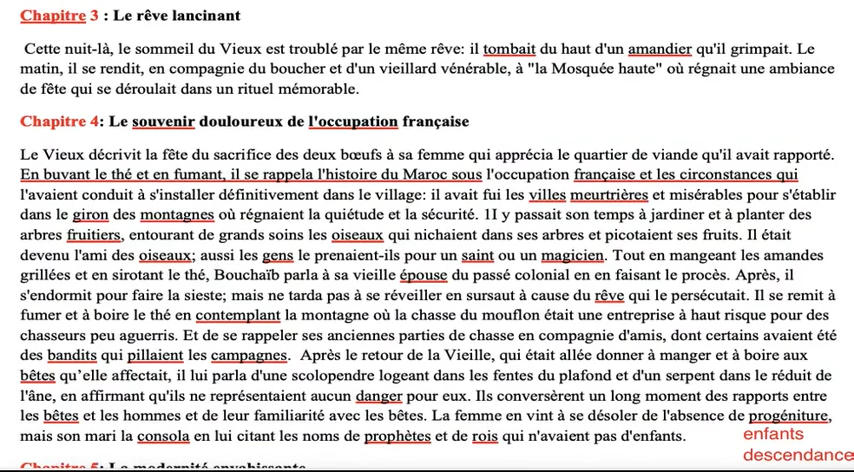 Chapitre 3 : Le rêve lancinant
Cette nuit-là, le sommeil du Vieux est troublé par le même rêve: il tombait du haut d'un amandier qu'il grimpait. Le
matin, il se rendit, en compagnie du boucher et d'un vieillard vénérable, à "la Mosquée haute" où régnait une ambiance
de fête qui se déroulait dans un rituel mémorable.
Chapitre 4: Le souvenir douloureux de l'occupation française
Le Vieux décrivit la fête du sacrifice des deux bœufs à sa femme qui apprécia le quartier de viande qu'il avait rapporté.
En buvant le thé et en fumant, il se rappela l'histoire du Maroc sous l'occupation française et les circonstances qui
l'avaient conduit à s'installer définitivement dans le village: il avait fui les villes meurtrières et misérables pour s'établir
dans le giron des montagnes où régnaient la quiétude et la sécurité. 1I y passait son temps à jardiner et à planter des
arbres fruitiers, entourant de grands soins les oiseaux qui nichaient dans ses arbres et picotaient ses fruits. Il était
devenu l'ami des oiseaux; aussi les gens le prenaient-ils pour un saint ou un magicien. Tout en mangeant les amandes
grillées et en sirotant le thé, Bouchaïb parla à sa vieille épouse du passé colonial en en faisant le procès. Après, il
s'endormit pour faire la sieste; mais ne tarda pas à se réveiller en sursaut à cause du rêve qui le persécutait. Il se remit à
fumer et à boire le thé en contemplant la montagne où la chasse du mouflon était une entreprise à haut risque pour des
chasseurs peu aguerris. Et de se rappeler ses anciennes parties de chasse en compagnie d'amis, dont certains avaient été
des bandits qui pillaient les campagnes. Après le retour de la Vieille, qui était allée donner à manger et à boire aux
bêtes qu'elle affectait, il lui parla d'une scolopendre logeant dans les fentes du plafond et d'un serpent dans le réduit de
l'âne, en affirmant qu'ils ne représentaient aucun danger pour eux. Ils conversèrent un long moment des rapports entre
les bêtes et les hommes et de leur familiarité avec les bêtes. La femme en vint à se désoler de l'absence de progéniture,
mais son mari la consola en lui citant les noms de prophètes et de rois qui n'avaient pas d'enfants.
enfants
descendance
Chapitre 5: La modernité envahissante